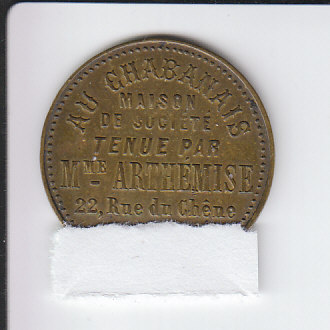 AU CHABANAIS
MAISON
DE SOCIÉTÉ
TENUE PAR
MME ARTHEMISE
22, Rue du Chêne